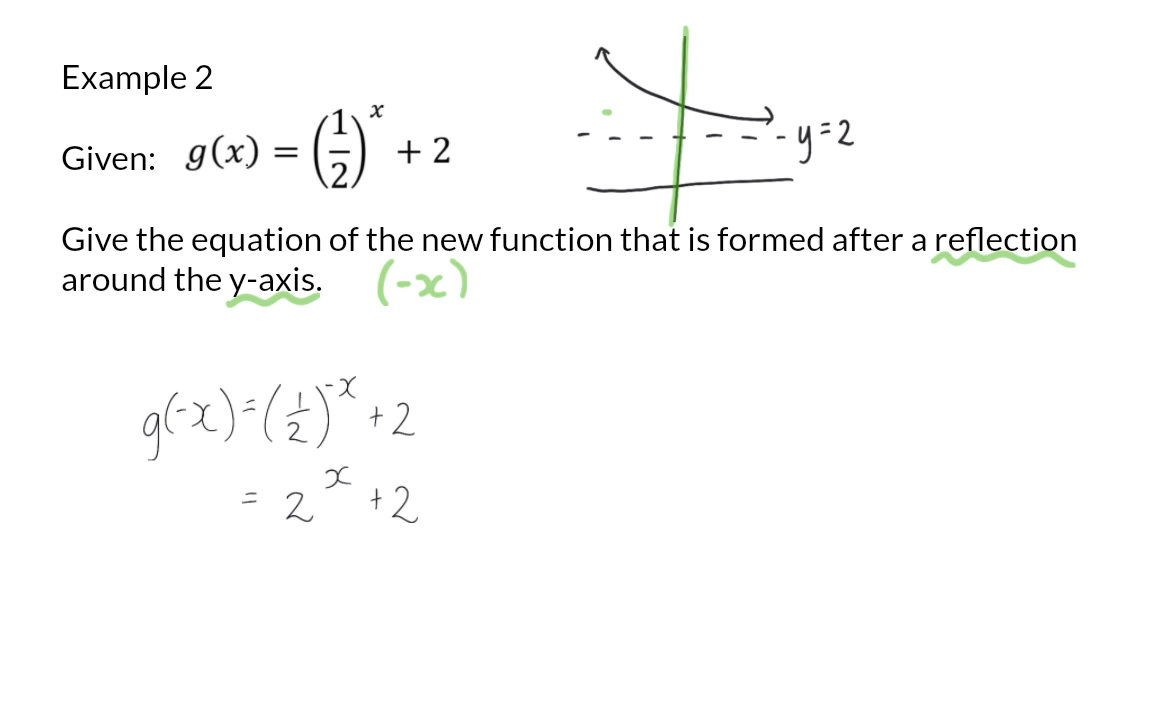 Example 2
y=2
Given: g(x) = (1/2)^x + 2
Give the equation of the new function that is formed after a reflection
around the y-axis. (-x)
g(-x)=(1/2)^-x +2
= 2^x +2